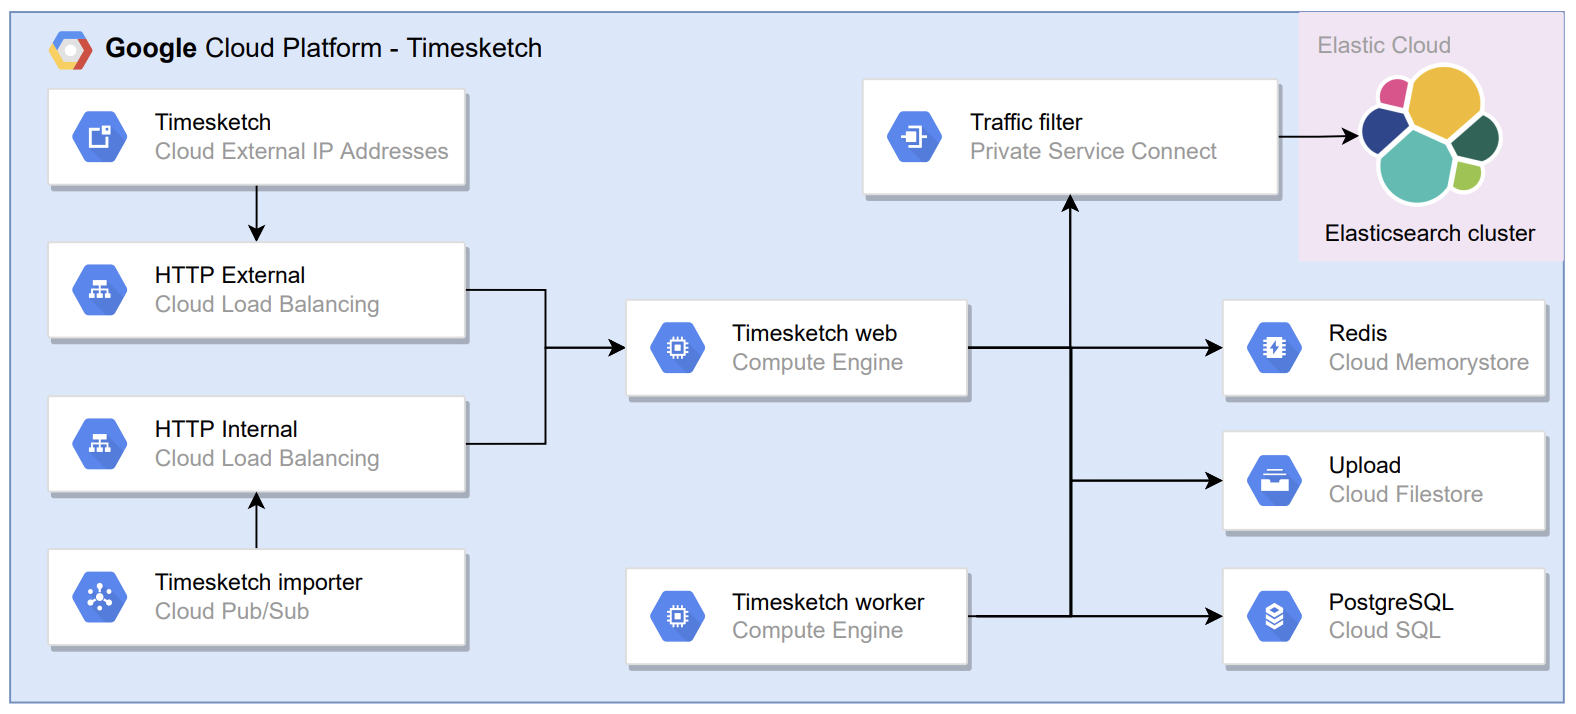 Google Cloud Platform - Timesketch
Elastic Cloud
Timesketch
Cloud External IP Addresses
Traffic filter
Private Service Connect
Elasticsearch cluster
HTTP External
Cloud Load Balancing
Timesketch web
Compute Engine
Redis
Cloud Memorystore
HTTP Internal
Cloud Load Balancing
Upload
Cloud Filestore
Timesketch importer
Cloud Pub/Sub
Timesketch worker
Compute Engine
PostgreSQL
Cloud SQL